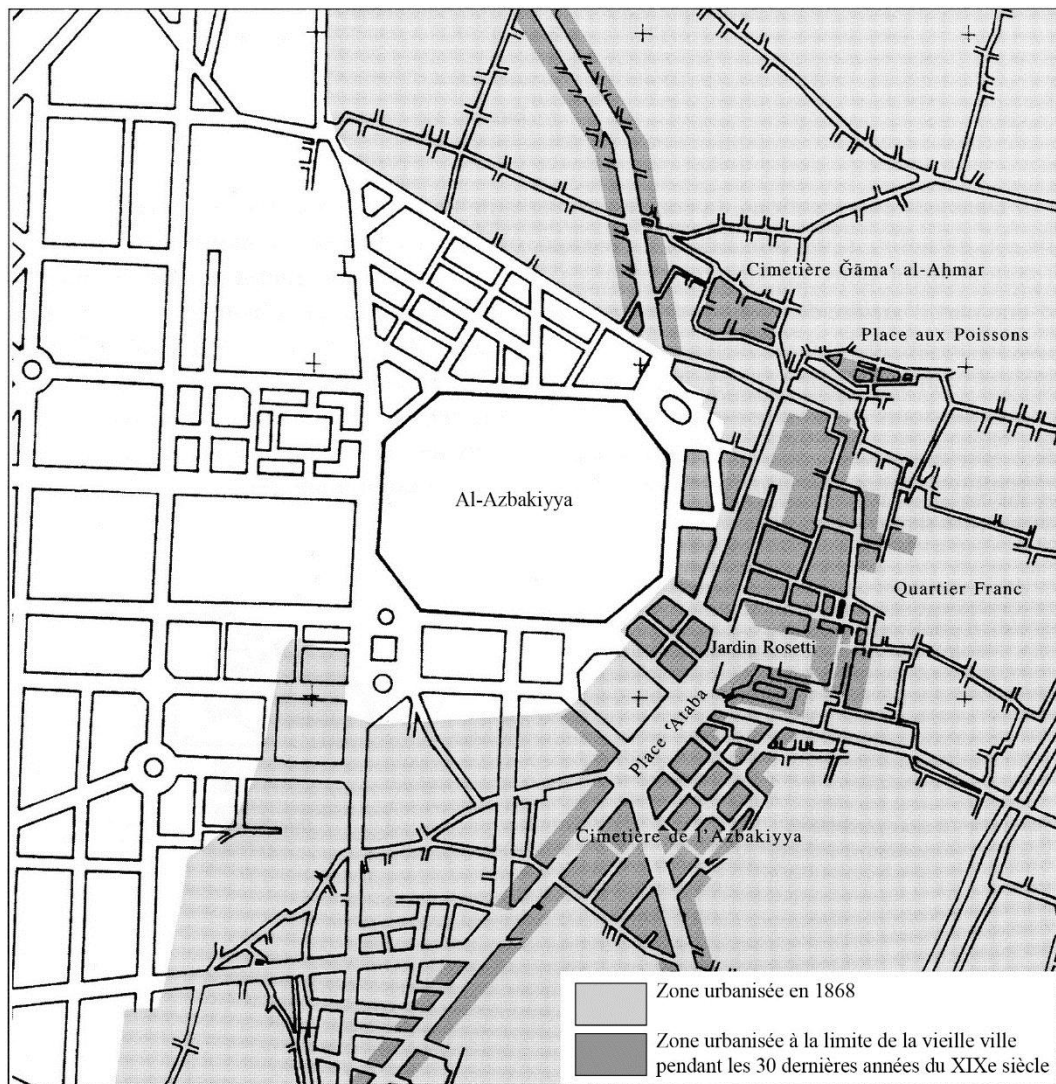 Cimetière Ǧāmaʿ al-Aḥmar
Place aux Poissons
Al-Azbakiyya
Quartier Franc
Jardin Rosetti
Place ʿAtaba
Cimetière de l'Azbakiyya
Zone urbanisée en 1868
Zone urbanisée à la limite de la vieille ville
pendant les 30 dernières années du XIXe siècle